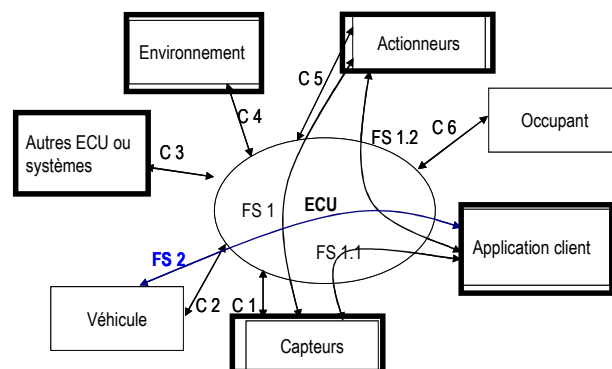 Environnement
Actionneurs
C 5
C 4
Autres ECU ou
systèmes
C 3
FS 1.2
C 6
Occupant
FS 1
ECU
FS 1.1
Application client
FS 2
Véhicule
C 2
C 1
Capteurs